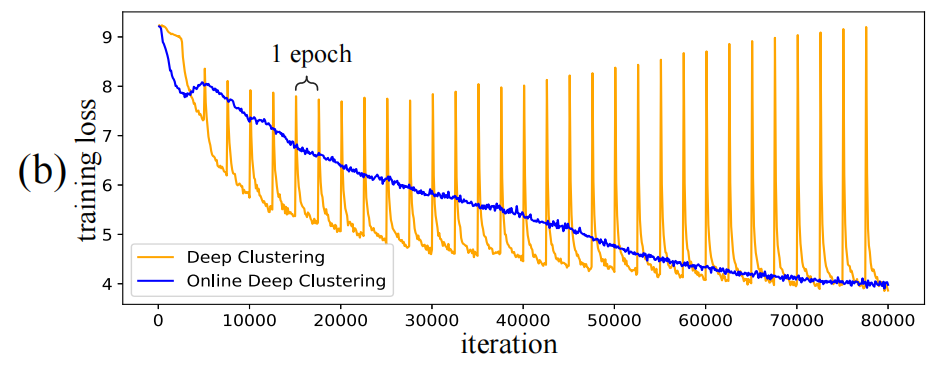 (b)
training loss
9
8
7
6
5
4
1 epoch
Deep Clustering
Online Deep Clustering
0 10000 20000 30000 40000 50000 60000 70000 80000
iteration